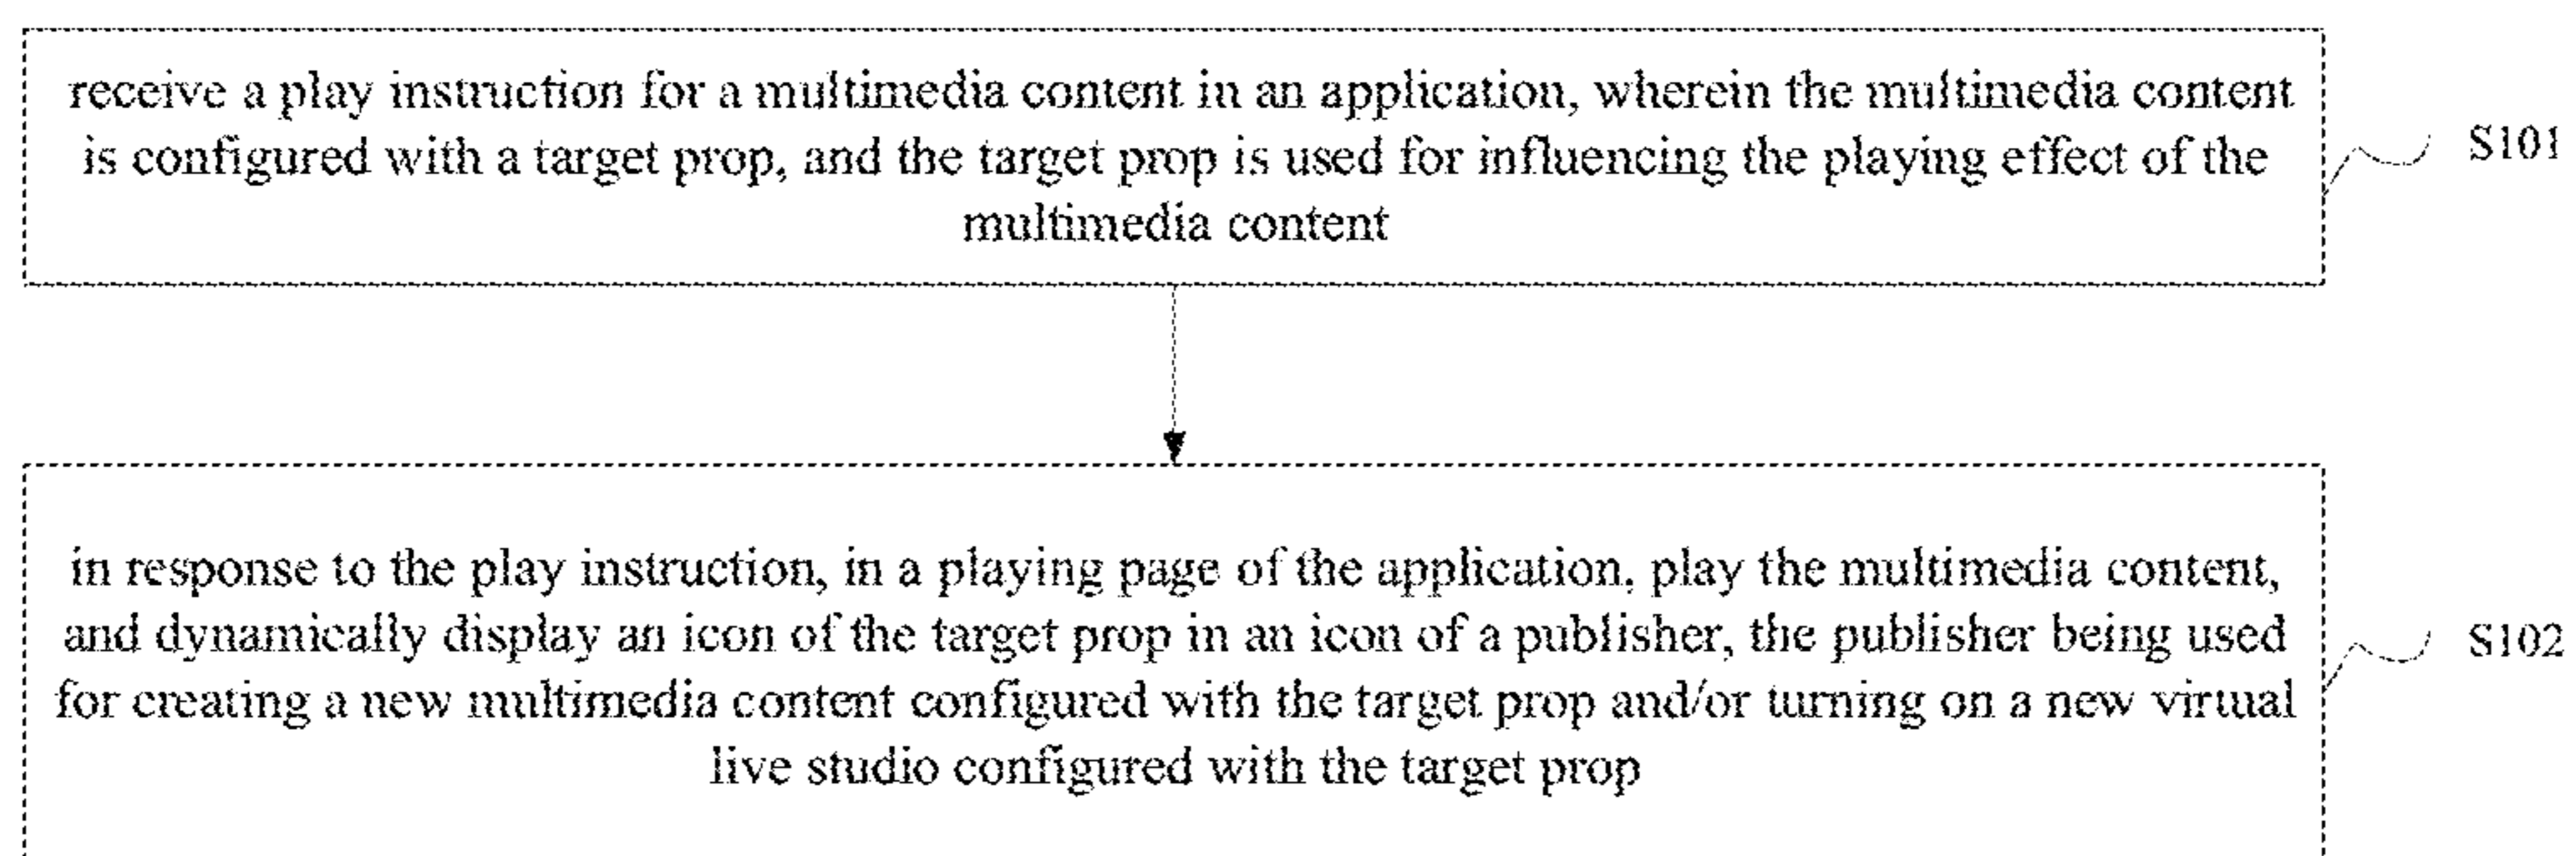 receive a play instruction for a multimedia content in an application, wherein the multimedia content
is configured with a target prop, and the target prop is used for influencing the playing effect of the
multimedia content
S101
in response to the play instruction, in a playing page of the application, play the multimedia content,
and dynamically display an icon of the target prop in an icon of a publisher, the publisher being used
for creating a new multimedia content configured with the target prop and/or turning on a new virtual
live studio configured with the target prop
S102